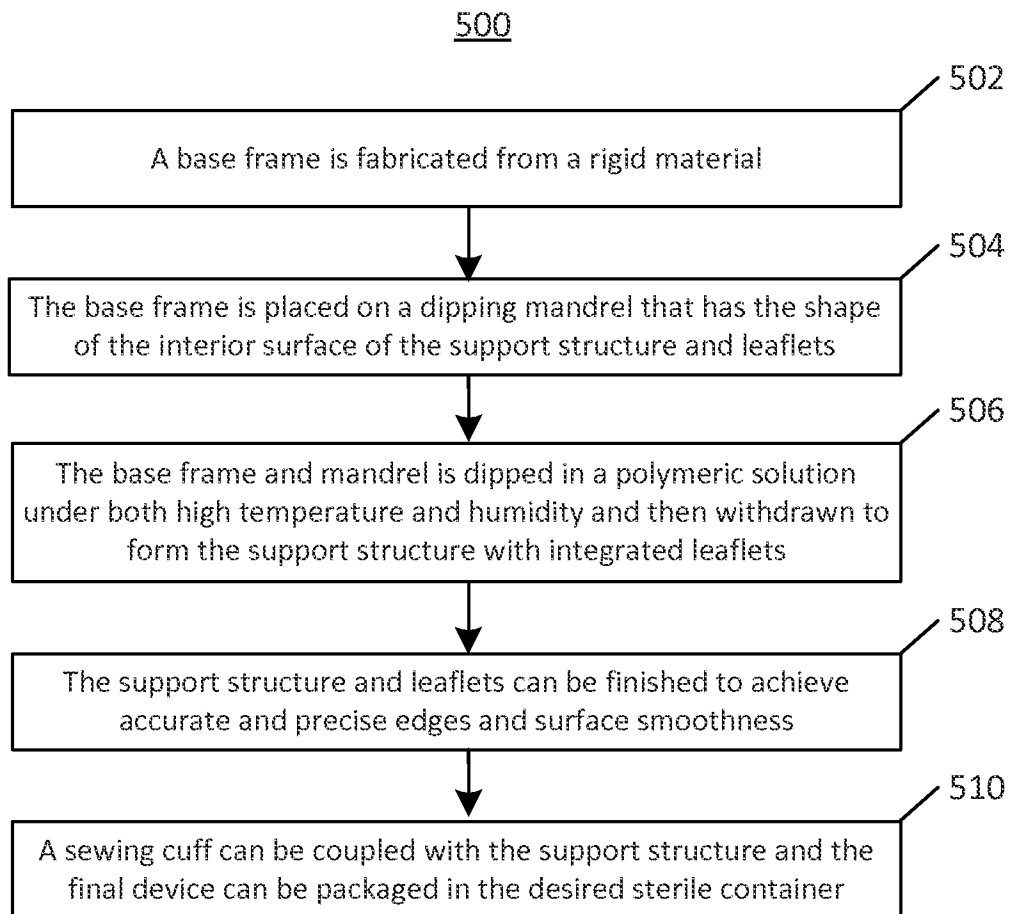 500
502
A base frame is fabricated from a rigid material
504
The base frame is placed on a dipping mandrel that has the shape
of the interior surface of the support structure and leaflets
506
The base frame and mandrel is dipped in a polymeric solution
under both high temperature and humidity and then withdrawn to
form the support structure with integrated leaflets
508
The support structure and leaflets can be finished to achieve
accurate and precise edges and surface smoothness
510
A sewing cuff can be coupled with the support structure and the
final device can be packaged in the desired sterile container